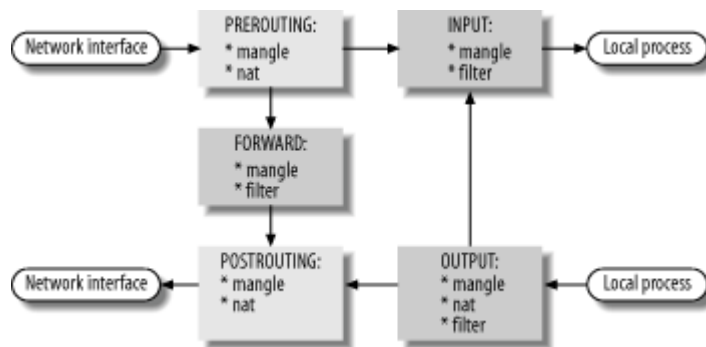 Network interface
PREROUTING:
* mangle
* nat
INPUT:
* mangle
* filter
Local process
FORWARD:
* mangle
* filter
Network interface
POSTROUTING:
* mangle
* nat
OUTPUT:
* mangle
* nat
* filter
Local process